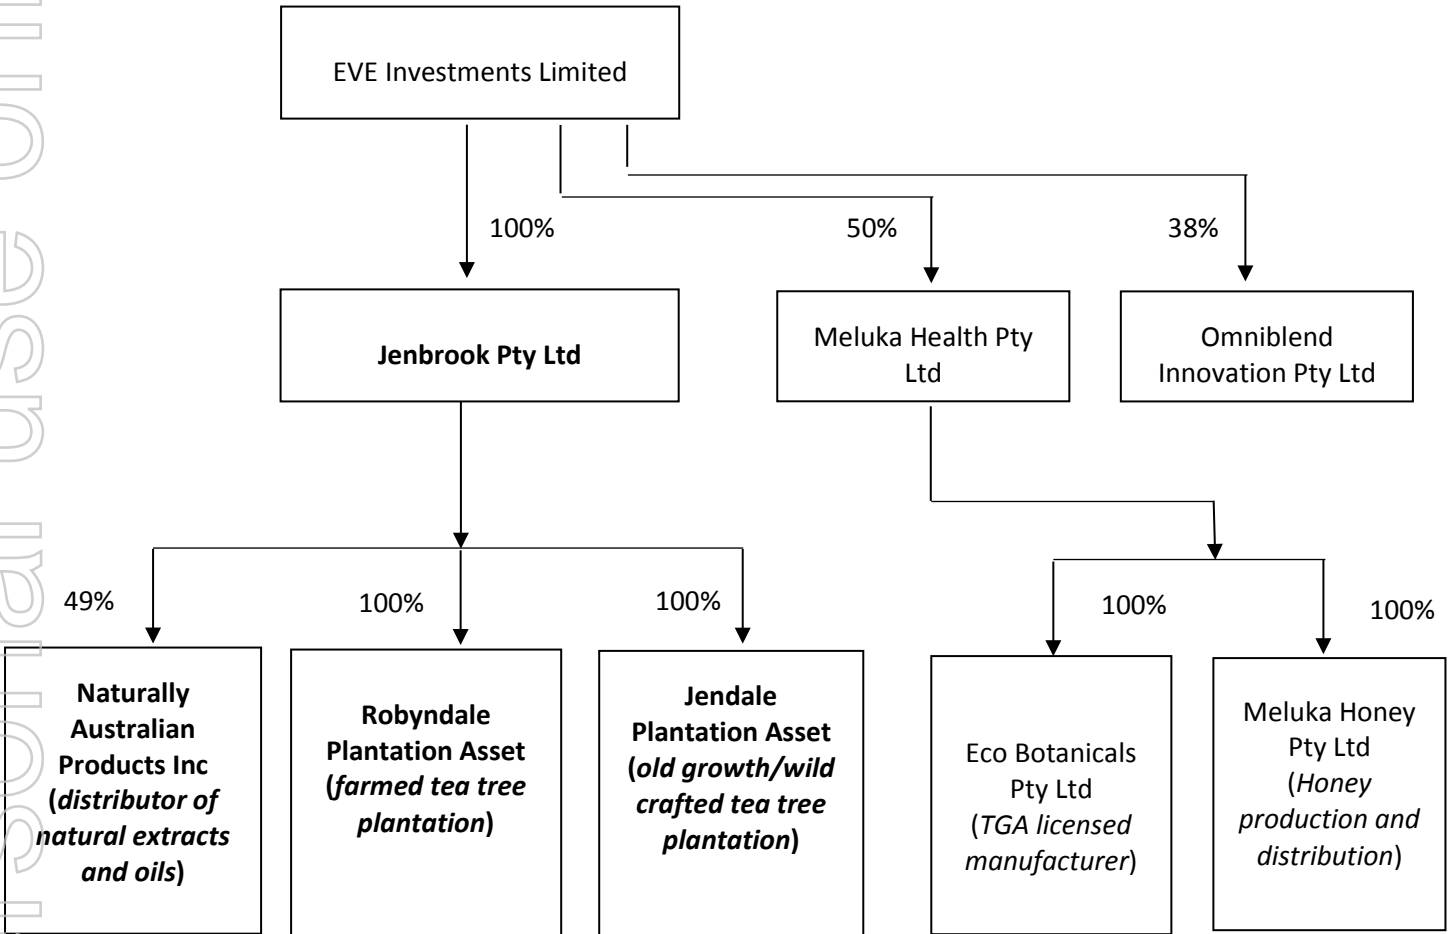 EVE Investments Limited
100%
50%
38%
Jenbrook Pty Ltd
Meluka Health Pty
Ltd
Omniblend
Innovation Pty Ltd
49%
100%
100%
100%
100%
Naturally
Australian
Products Inc
(distributor of
natural extracts
and oils)
Robyndale
Plantation Asset
(farmed tea tree
plantation)
Jendale
Plantation Asset
(old growth/wild
crafted tea tree
plantation)
Eco Botanicals
Pty Ltd
(TGA licensed
manufacturer)
Meluka Honey
Pty Ltd
(Honey
production and
distribution)
use